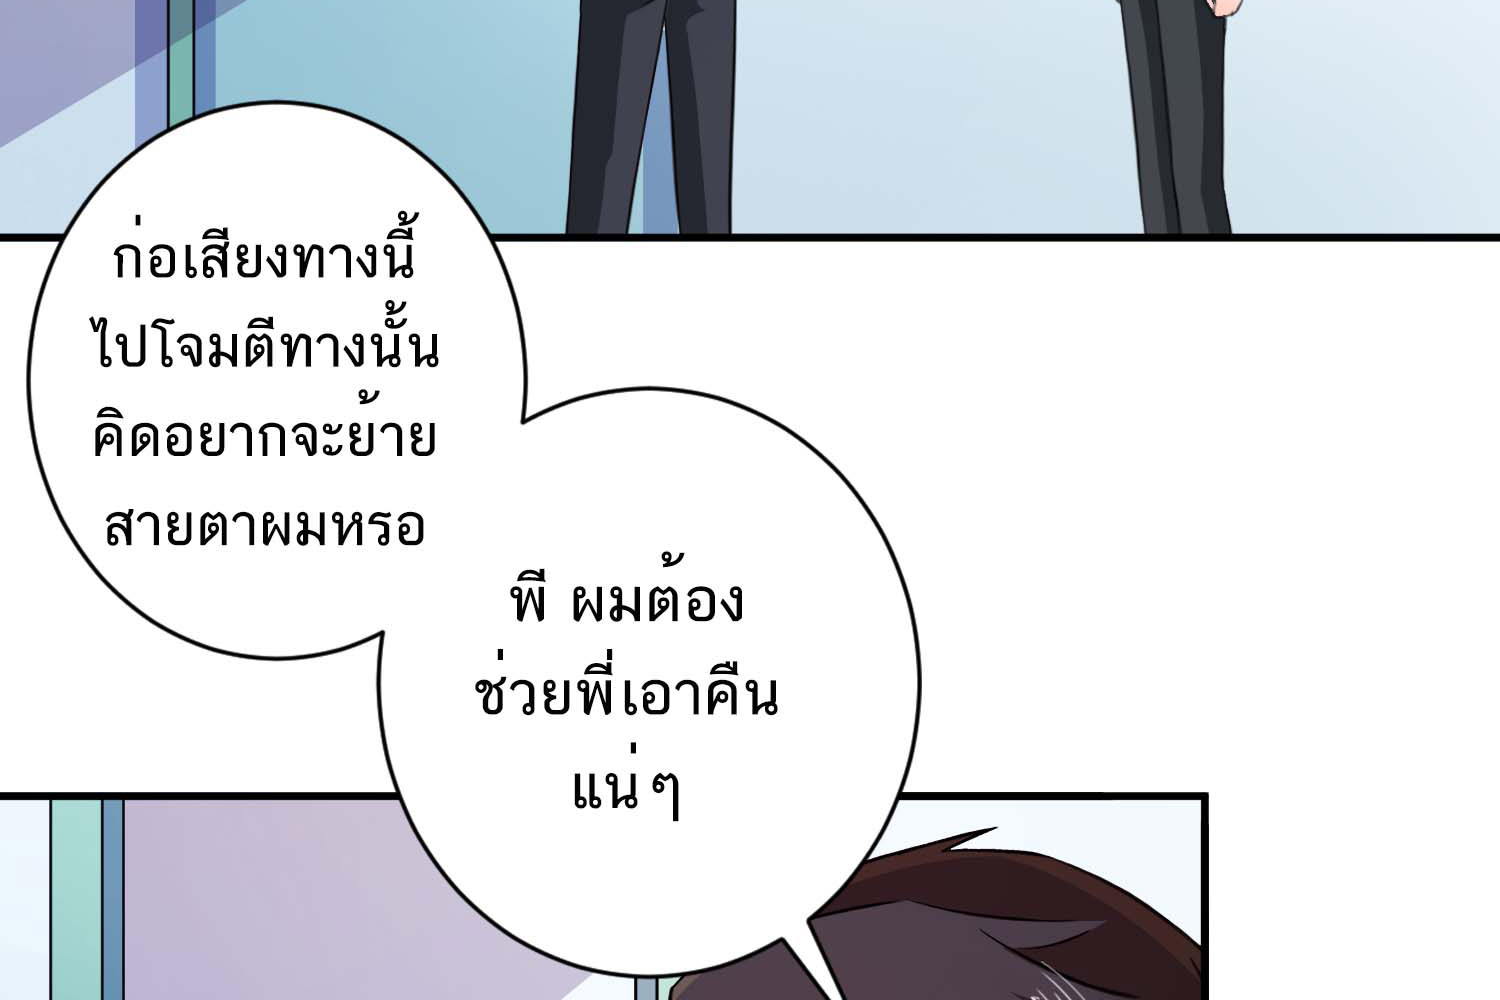 ก่อเสียงทางนี้
ไปโจมตีทางนั้น
คิดอยากจะย้าย
สายตาผมหรอ
พี ผมต้อง
ช่วยพี่เอาคืน
แน่ๆ